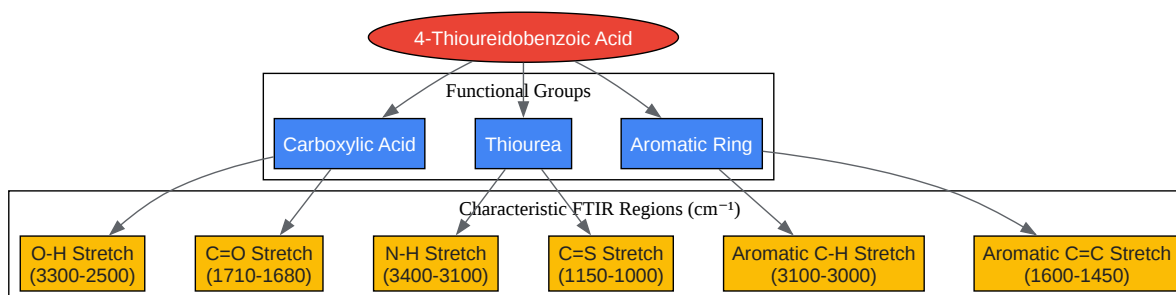 4-Thioureidobenzoic Acid
Functional Groups
Carboxylic Acid
Thiourea
Aromatic Ring
Characteristic FTIR Regions (cm⁻¹)
O-H Stretch
(3300-2500)
C=O Stretch
(1710-1680)
N-H Stretch
(3400-3100)
C=S Stretch
(1150-1000)
Aromatic C-H Stretch
(3100-3000)
Aromatic C=C Stretch
(1600-1450)